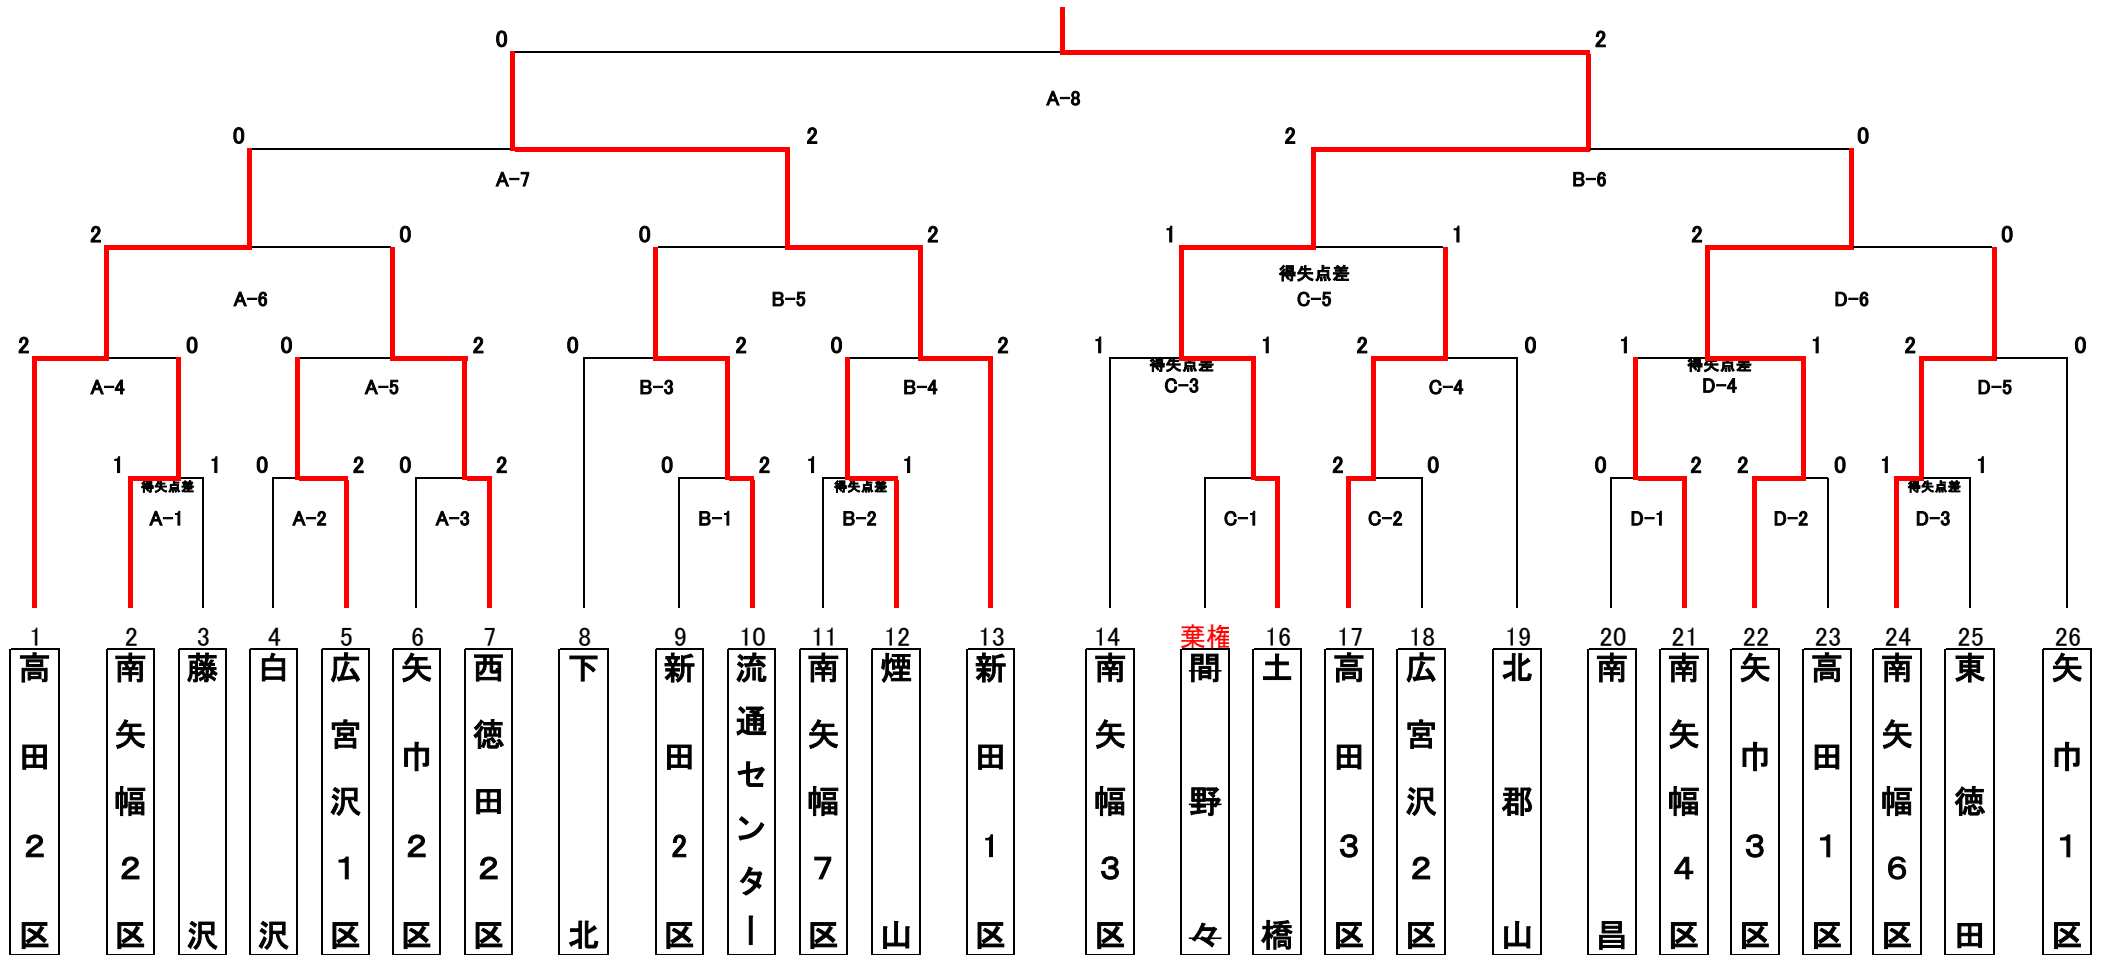 0 2
A-8
0 2 2 0
A-7 B-6
2 0 0 2 1 1 2 0
得失点差
A-6 B-5 C-5 D-6
2 0 0 2 0 2 0 2 1 1 2 0 1 1 2 0
得失点差 得失点差
A-4 A-5 B-3 B-4 C-3 C-4 D-4 D-5
1 1 0 2 0 2 0 2 1 1 2 0 0 2 2 0 1 1
得失点差 得失点差 得失点差
A-1 A-2 A-3 B-1 B-2 C-1 C-2 D-1 D-2 D-3
1 2 3 4 5 6 7 8 9 10 11 12 13 14 棄権 16 17 18 19 20 21 22 23 24 25 26
高田2区
南矢幅2区
藤沢
白沢
広宮沢1区
矢巾2区
西徳田2区
下北
新田2区
流通センター
南矢幅7区
煙山
新田1区
南矢幅3区
間野々
土橋
高田3区
広宮沢2区
北郡山
南昌
南矢幅4区
矢巾3区
高田1区
南矢幅6区
東徳田
矢巾1区